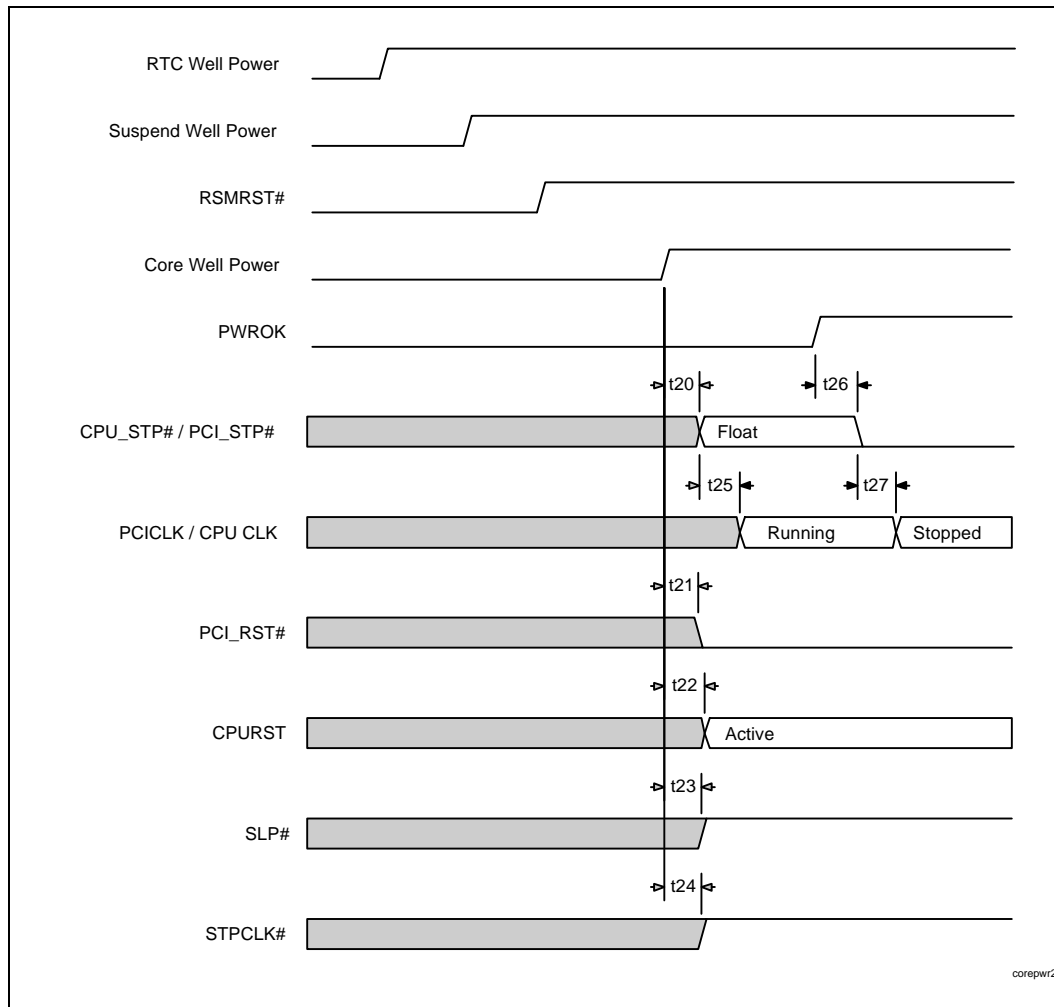 RTC Well Power
Suspend Well Power
RSMRST#
Core Well Power
PWROK
t20
t26
CPU_STP# / PCI_STP#
Float
t25
t27
PCICLK / CPU CLK
Running
Stopped
t21
PCI_RST#
t22
CPURST
Active
t23
SLP#
t24
STPCLK#
corepwr2